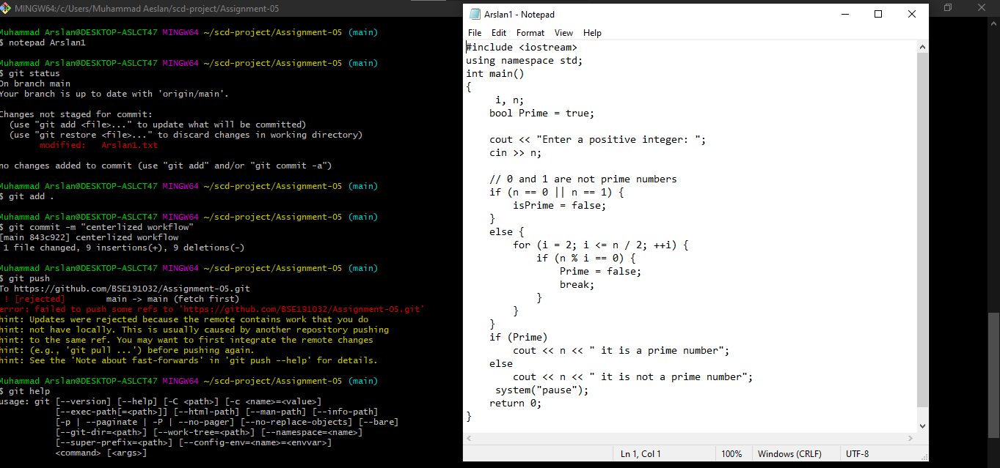 MINGW64:/c/Users/Muhammad Aeslan/scd-project/Assignment-05
Muhammad Arslan@DESKTOP-ASLCT47 MINGW64 ~/scd-project/Assignment-05 (main)
$ notepad Arslan1
Muhammad Arslan@DESKTOP-ASLCT47 MINGW64 ~/scd-project/Assignment-05 (main)
$ git status
On branch main
Your branch is up to date with 'origin/main'.
Changes not staged for commit:
(use "git add <file>..." to update what will be committed)
(use "git restore <file>..." to discard changes in working directory)
modified: Arslan1.txt
no changes added to commit (use "git add" and/or "git commit -a")
Muhammad Arslan@DESKTOP-ASLCT47 MINGW64 ~/scd-project/Assignment-05 (main)
$ git add .
Muhammad Arslan@DESKTOP-ASLCT47 MINGW64 ~/scd-project/Assignment-05 (main)
$ git commit -m "centerlized workflow"
[main 843c922] centerlized workflow
1 file changed, 9 insertions(+), 9 deletions(-)
Muhammad Arslan@DESKTOP-ASLCT47 MINGW64 ~/scd-project/Assignment-05 (main)
$ git push
To https://github.com/BSE191032/Assignment-05.git
! [rejected] main -> main (fetch first)
error: failed to push some refs to 'https://github.com/BSE191032/Assignment-05.git'
hint: Updates were rejected because the remote contains work that you do
hint: not have locally. This is usually caused by another repository pushing
hint: to the same ref. You may want to first integrate the remote changes
hint: (e.g., 'git pull ...') before pushing again.
hint: See the 'Note about fast-forwards' in 'git push --help' for details.
Muhammad Arslan@DESKTOP-ASLCT47 MINGW64 ~/scd-project/Assignment-05 (main)
$ git help
usage: git [--version] [--help] [-C <path>] [-c <name>=<value>]
[--exec-path[=<path>]] [--html-path] [--man-path] [--info-path]
[-p | --paginate | -P | --no-pager] [--no-replace-objects] [--bare]
[--git-dir=<path>] [--work-tree=<path>] [--namespace=<name>]
[--super-prefix=<path>] [--config-env=<name>=<envvar>]
<command> [<args>]
Arslan1 - Notepad
File Edit Format View Help
#include <iostream>
using namespace std;
int main()
{
i, n;
bool Prime = true;
cout << "Enter a positive integer: ";
cin >> n;
// 0 and 1 are not prime numbers
if (n == 0 || n == 1) {
isPrime = false;
}
else {
for (i = 2; i <= n / 2; ++i) {
if (n % i == 0) {
Prime = false;
break;
}
}
}
if (Prime)
cout << n << " it is a prime number";
else
cout << n << " it is not a prime number";
system("pause");
return 0;
}
Ln 1, Col 1 100% Windows (CRLF) UTF-8